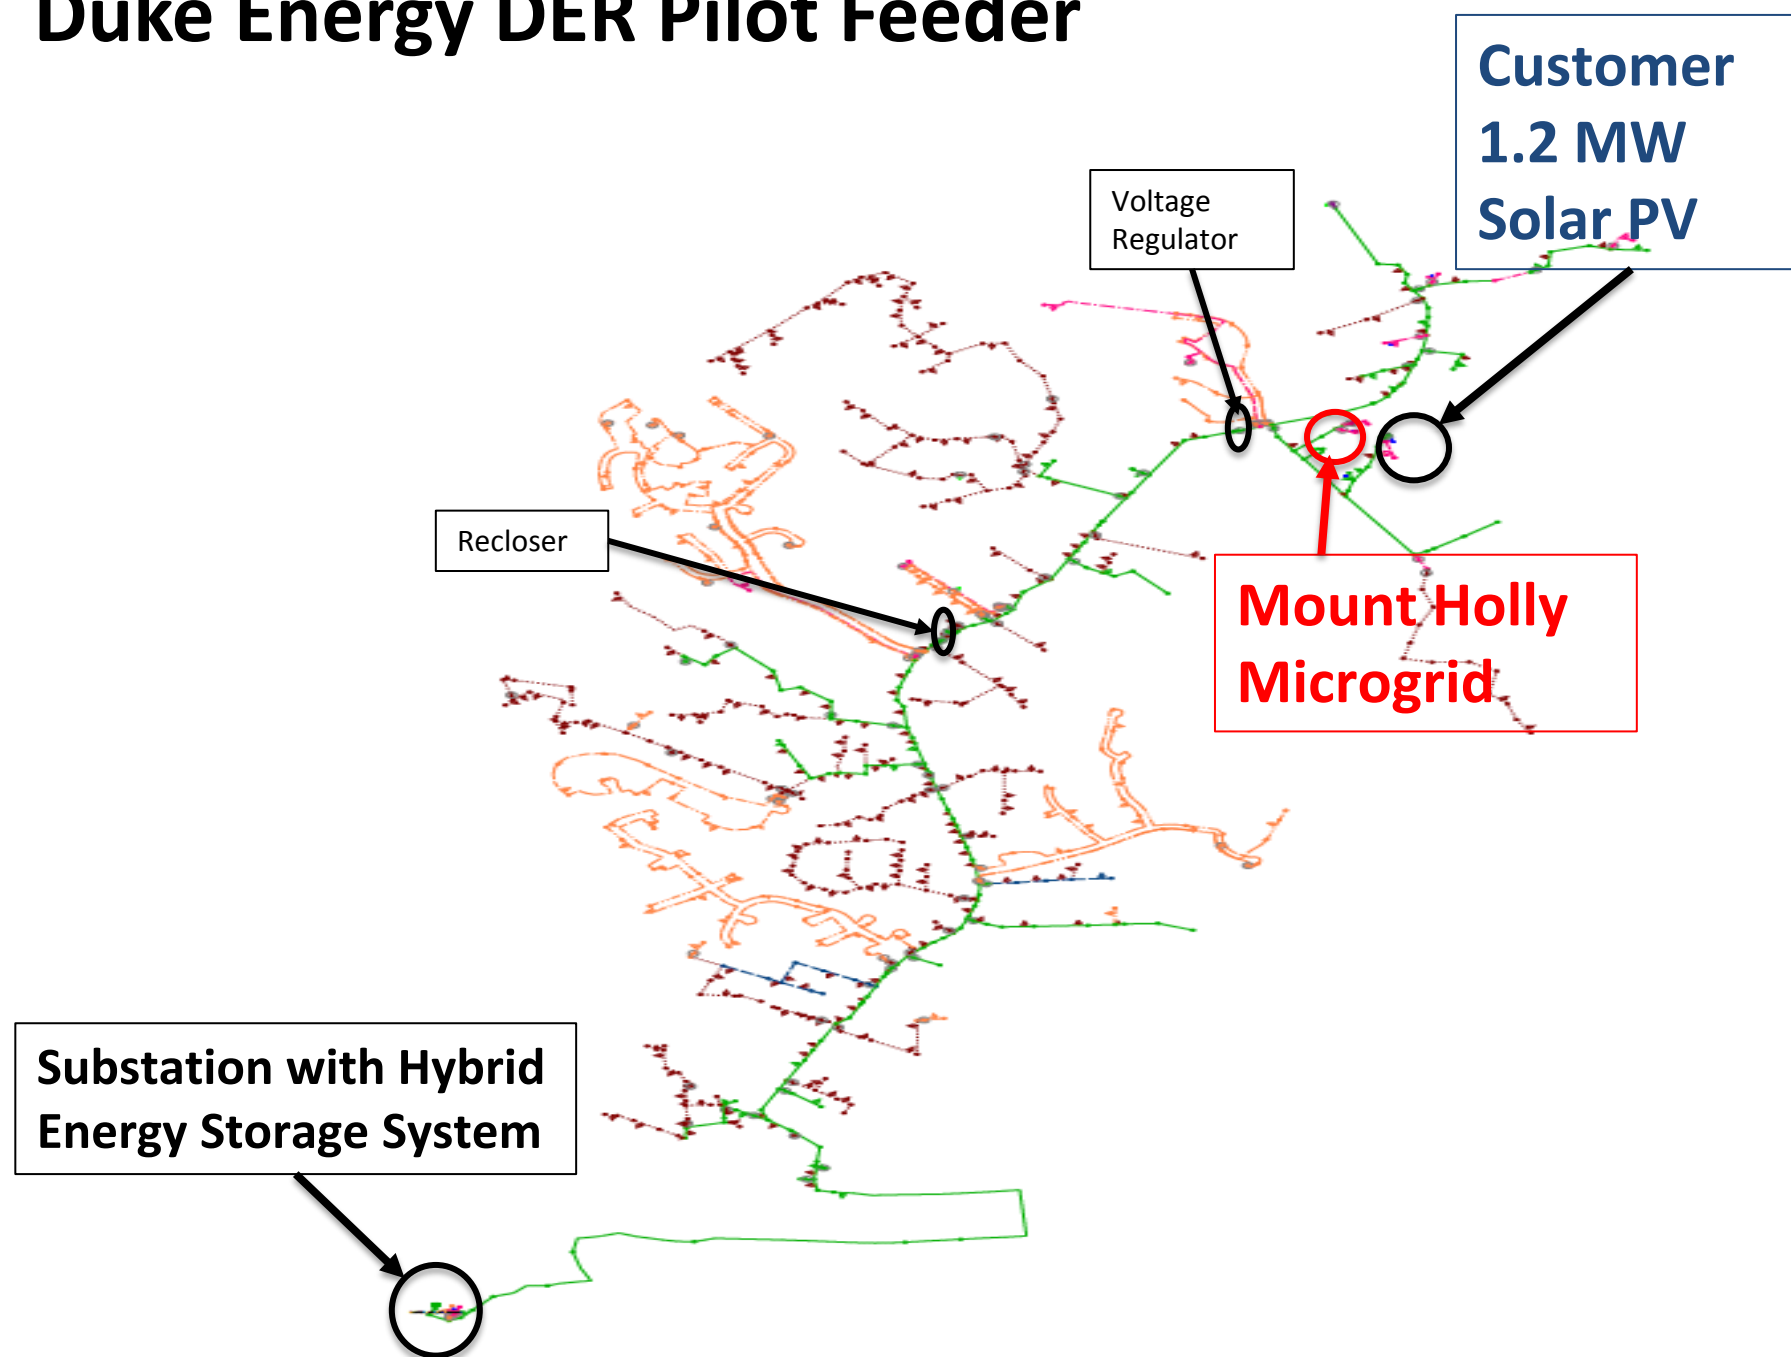 Duke Energy DER Pilot Feeder
Customer
1.2 MW
Solar PV
Voltage
Regulator
Recloser
Mount Holly
Microgrid
Substation with Hybrid
Energy Storage System